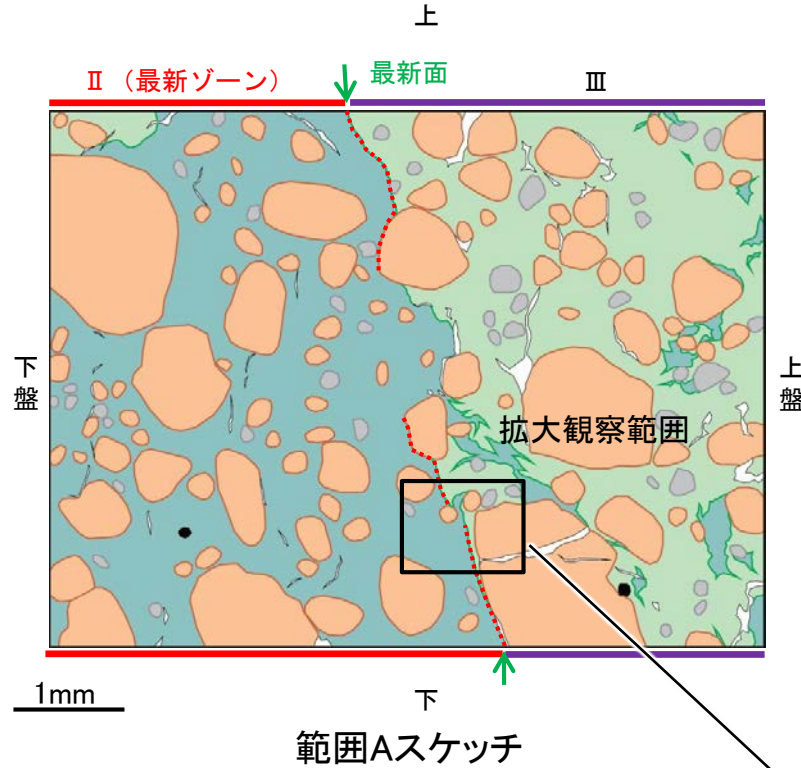 上
Ⅱ（最新ゾーン）
最新面
Ⅲ
下盤
上盤
拡大観察範囲
1mm
下
範囲Aスケッチ